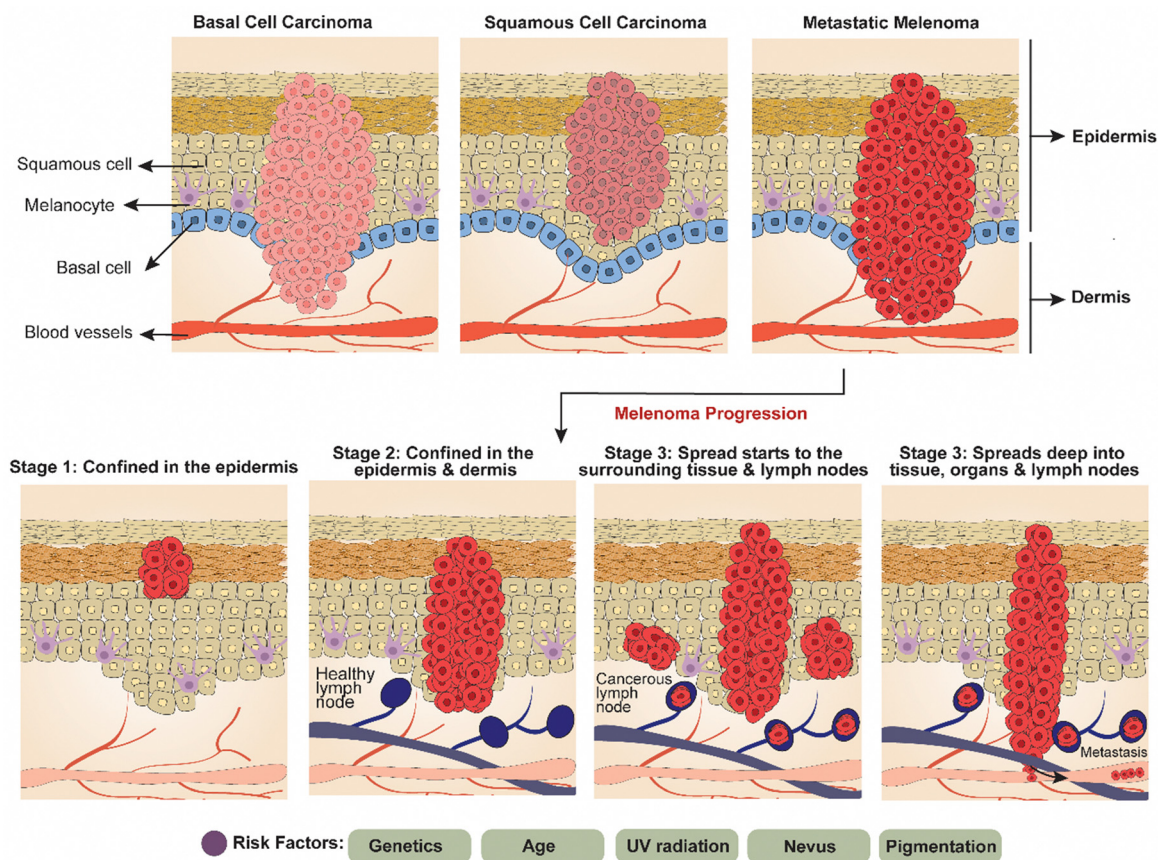 Basal Cell Carcinoma
Squamous Cell Carcinoma
Metastatic Melenoma
Squamous cell
Melanocyte
Basal cell
Blood vessels
Epidermis
Dermis
Melenoma Progression
Stage 1: Confined in the epidermis
Stage 2: Confined in the
epidermis & dermis
Stage 3: Spread starts to the
surrounding tissue & lymph nodes
Stage 3: Spreads deep into
tissue, organs & lymph nodes
Healthy
lymph
node
Cancerous
lymph
node
Metastasis
Risk Factors:
Genetics
Age
UV radiation
Nevus
Pigmentation